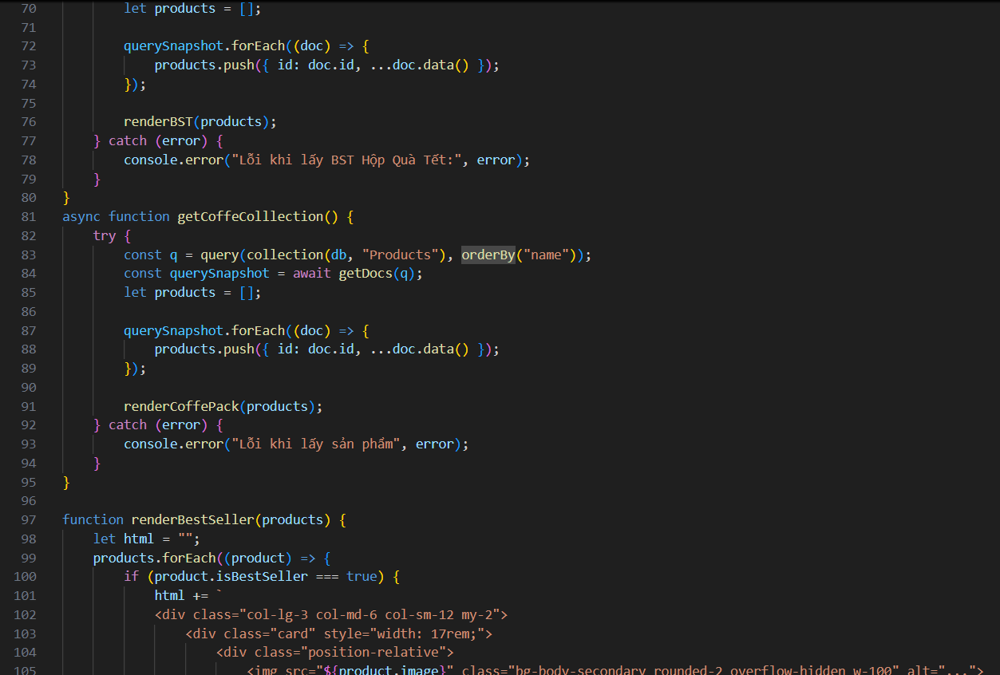 70 let products = [];
71
72 querySnapshot.forEach((doc) => {
73 products.push({ id: doc.id, ...doc.data() });
74 });
75
76 renderBST(products);
77 } catch (error) {
78 console.error("Lỗi khi lấy BST Hộp Quà Tết:", error);
79 }
80 }
81 async function getCoffeColllection() {
82 try {
83 const q = query(collection(db, "Products"), orderBy("name"));
84 const querySnapshot = await getDocs(q);
85 let products = [];
86
87 querySnapshot.forEach((doc) => {
88 products.push({ id: doc.id, ...doc.data() });
89 });
90
91 renderCoffePack(products);
92 } catch (error) {
93 console.error("Lỗi khi lấy sản phẩm", error);
94 }
95 }
96
97 function renderBestSeller(products) {
98 let html = "";
99 products.forEach((product) => {
100 if (product.isBestSeller === true) {
101 html += `
102 <div class="col-lg-3 col-md-6 col-sm-12 my-2">
103 <div class="card" style="width: 17rem;">
104 <div class="position-relative">
105 <img src="${product.image}" class="bg-body-secondary rounded-2 overflow-hidden w-100" alt="...">